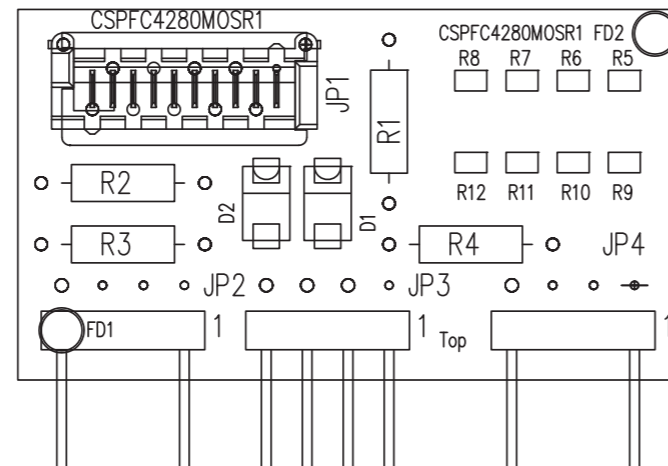 CSPFC4280MOSR1
CSPFC4280MOSR1 FD2
R8 R7 R6 R5
JP1
R1
R12 R11 R10 R9
R2
D2
D1
R3
R4
JP4
JP2
JP3
FD1
1
1
1
Top